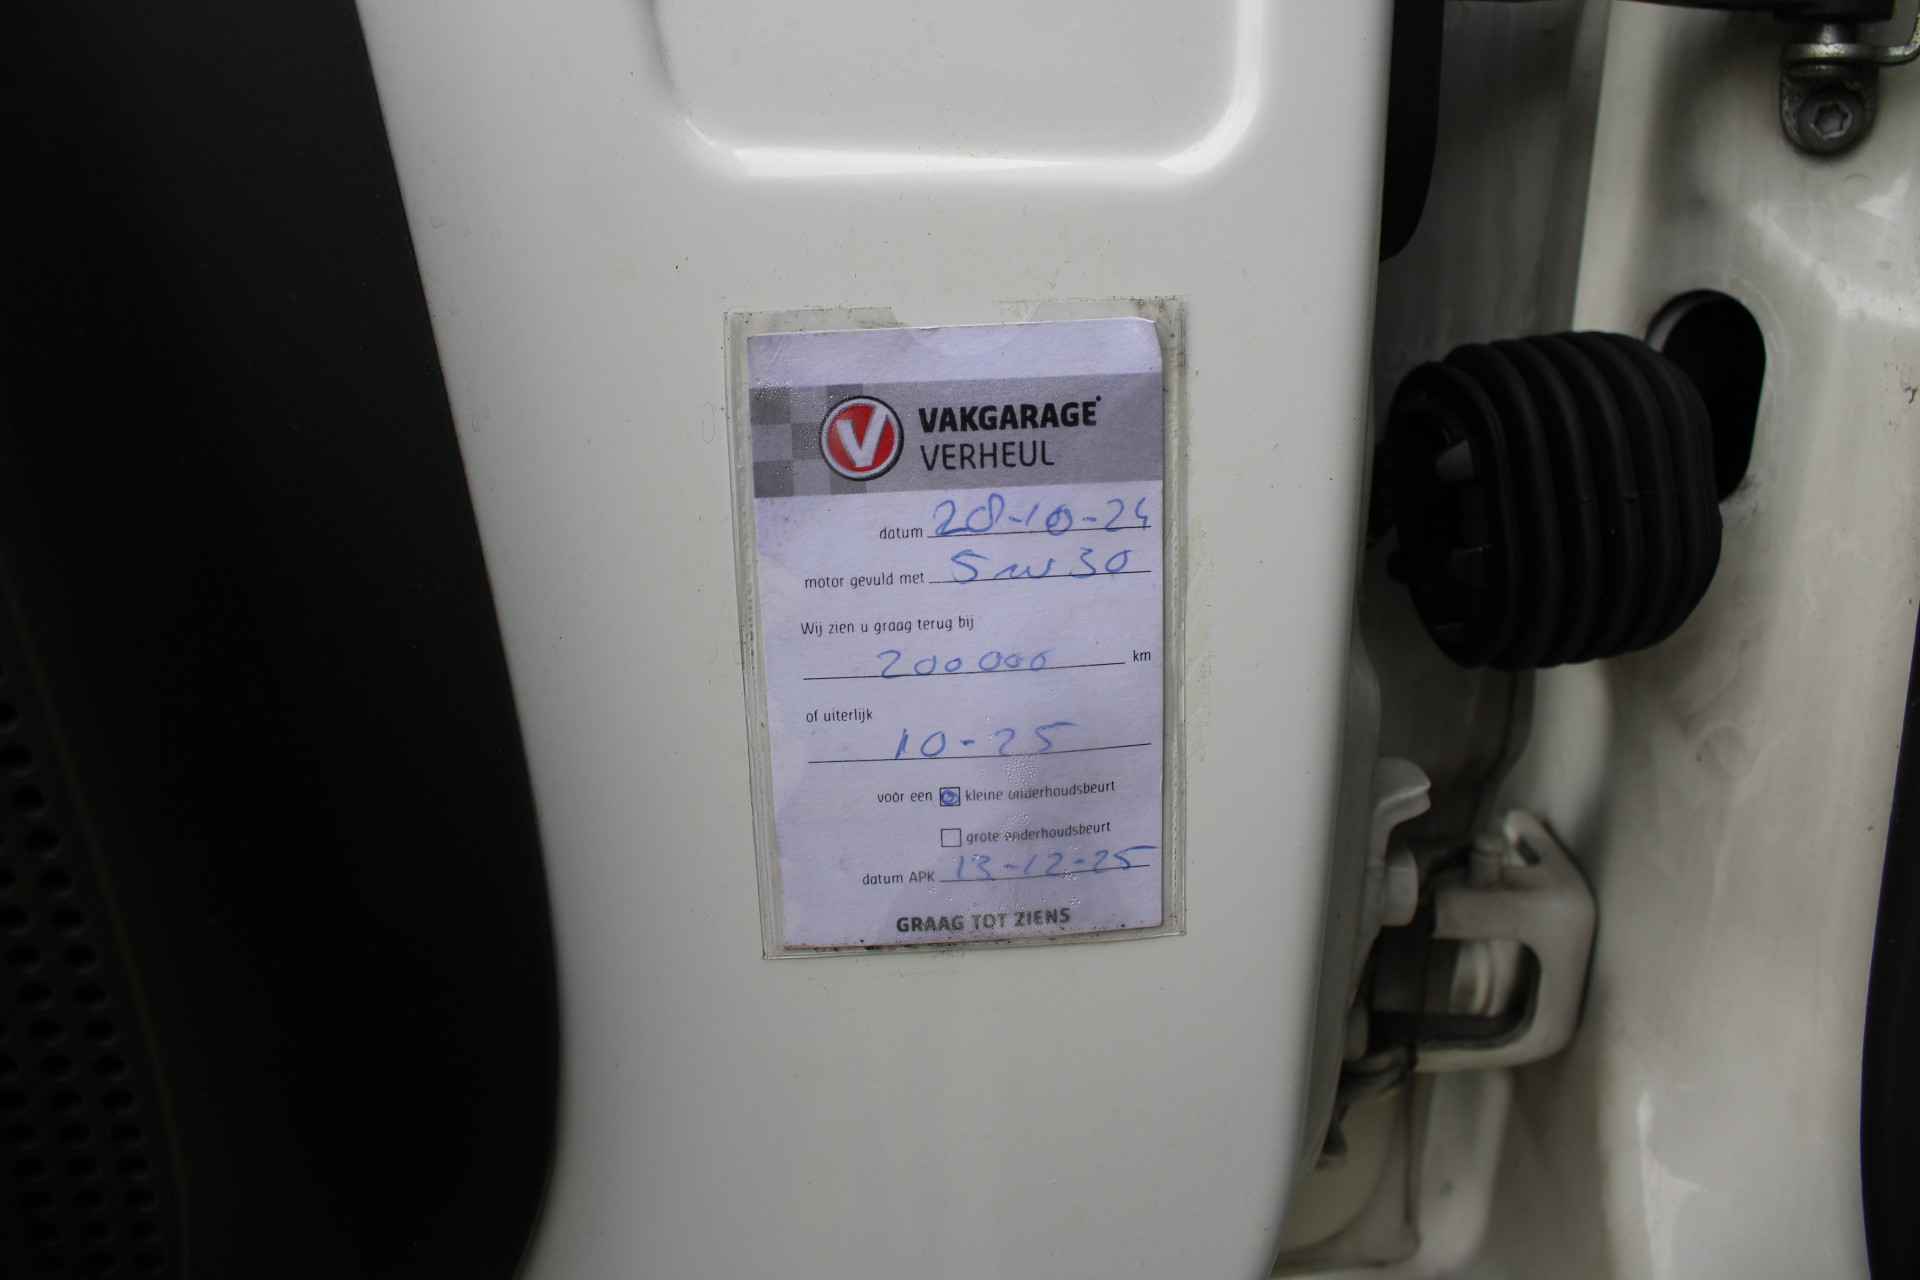 V VAKGARAGE
VERHEUL
datum 28-10-24
motor gevuld met 5w30
Wij zien u graag terug bij
200000 km
of uiterlijk
10-25
voor een kleine onderhoudsbeurt
grote onderhoudsbeurt
datum APK 13-12-25
GRAAG TOT ZIENS